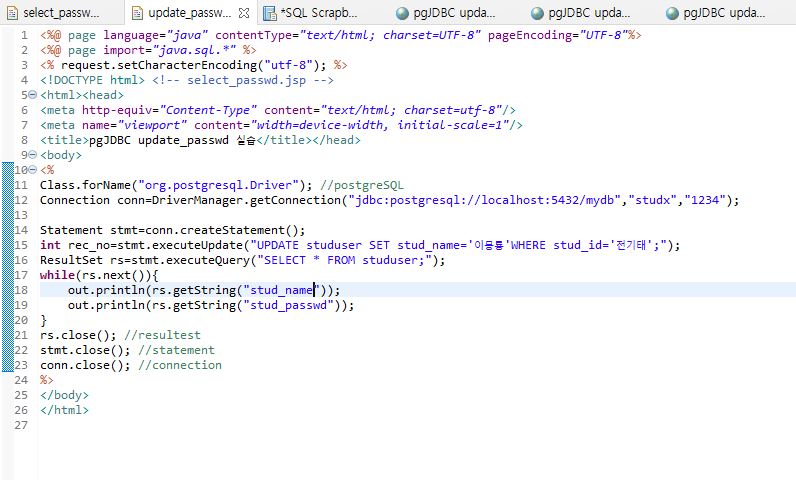 select_passw...
update_passw...
*SQL Scrapb...
pgJDBC upda...
pgJDBC upda...
pgJDBC upda...
1 <%@ page language="java" contentType="text/html; charset=UTF-8" pageEncoding="UTF-8"%>
2 <%@ page import="java.sql.*" %>
3 <% request.setCharacterEncoding("utf-8"); %>
4 <!DOCTYPE html> <!-- select_passwd.jsp -->
5 <html><head>
6 <meta http-equiv="Content-Type" content="text/html; charset=utf-8"/>
7 <meta name="viewport" content="width=device-width, initial-scale=1"/>
8 <title>pgJDBC update_passwd 실습</title></head>
9 <body>
10 <%
11 Class.forName("org.postgresql.Driver"); //postgreSQL
12 Connection conn=DriverManager.getConnection("jdbc:postgresql://localhost:5432/mydb","studx","1234");
13
14 Statement stmt=conn.createStatement();
15 int rec_no=stmt.executeUpdate("UPDATE studuser SET stud_name='이몽룡'WHERE stud_id='전기태';");
16 ResultSet rs=stmt.executeQuery("SELECT * FROM studuser;");
17 while(rs.next()){
18 out.println(rs.getString("stud_name"));
19 out.println(rs.getString("stud_passwd"));
20 }
21 rs.close(); //resultest
22 stmt.close(); //statement
23 conn.close(); //connection
24 %>
25 </body>
26 </html>
27